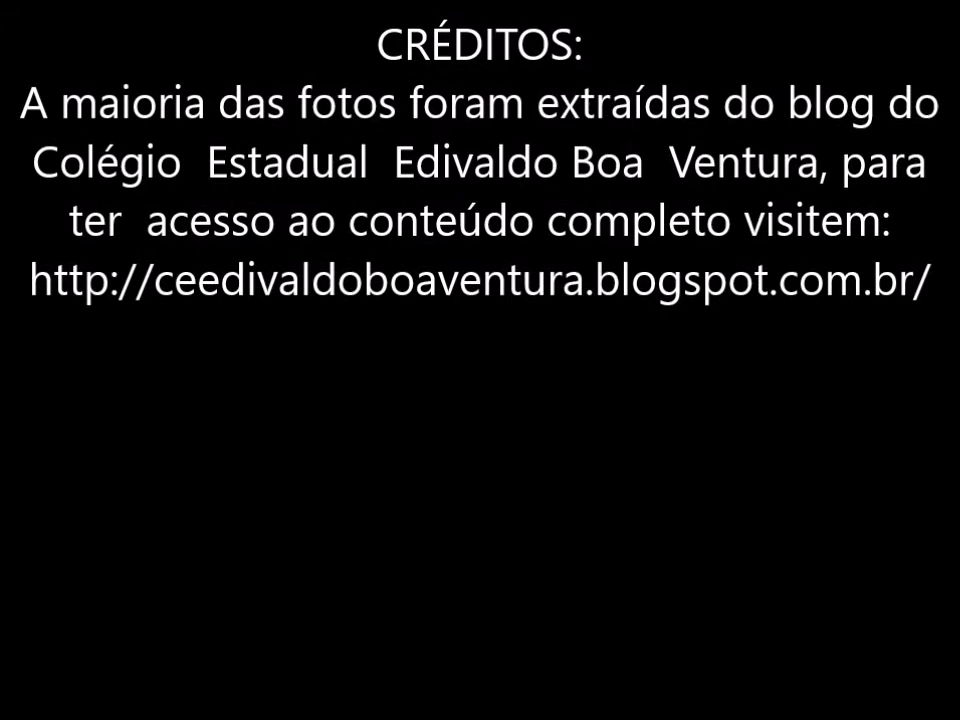 CRÉDITOS:
A maioria das fotos foram extraídas do blog do
Colégio  Estadual  Edivaldo Boa  Ventura, para
ter  acesso ao conteúdo completo visitem:
http://ceedivaldoboaventura.blogspot.com.br/